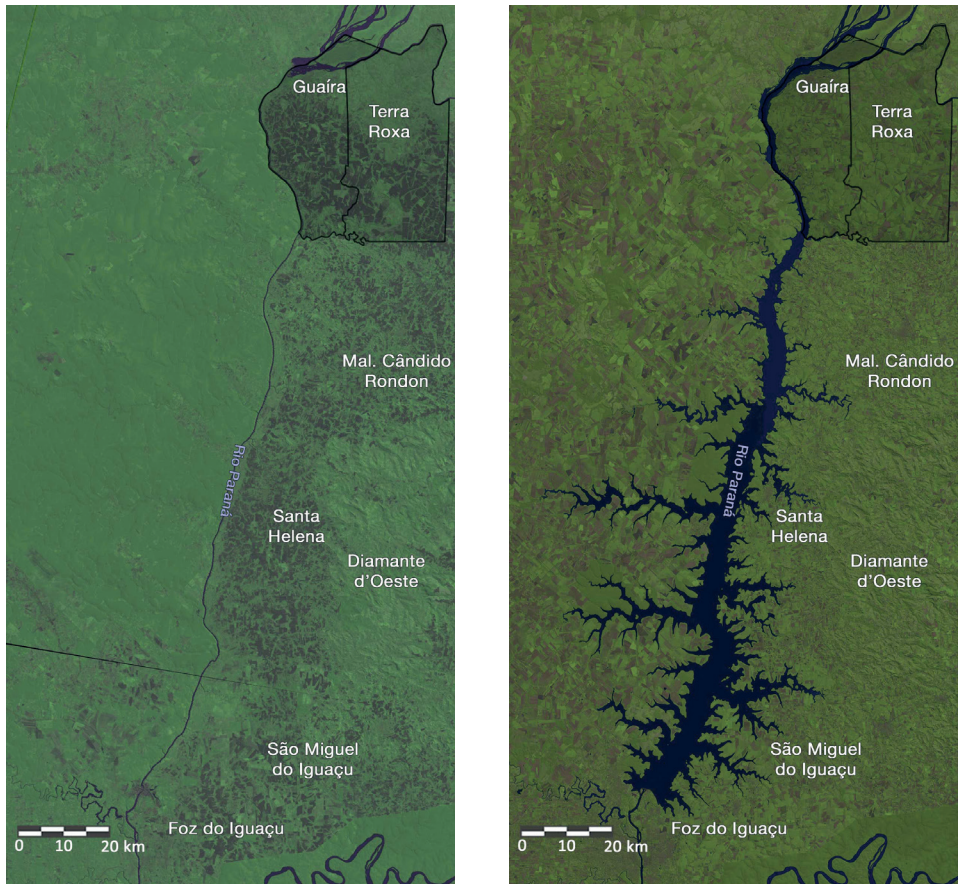 Guaíra
Terra
Roxa
Mal. Cândido
Rondon
Rio Paraná
Santa
Helena
Diamante
d'Oeste
São Miguel
do Iguaçu
Foz do Iguaçu
0 10 20 km
Guaíra
Terra
Roxa
Mal. Cândido
Rondon
Rio Paraná
Santa
Helena
Diamante
d'Oeste
São Miguel
do Iguaçu
Foz do Iguaçu
0 10 20 km